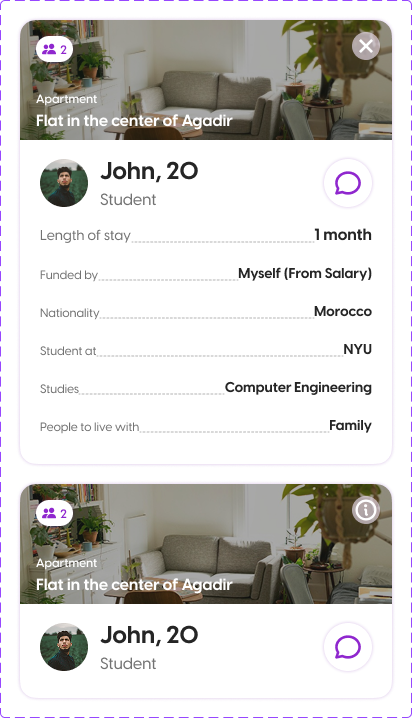 2
Apartment
Flat in the center of Agadir
John, 20
Student
Length of stay 1 month
Funded by Myself (From Salary)
Nationality Morocco
Student at NYU
Studies Computer Engineering
People to live with Family
2
Apartment
Flat in the center of Agadir
John, 20
Student